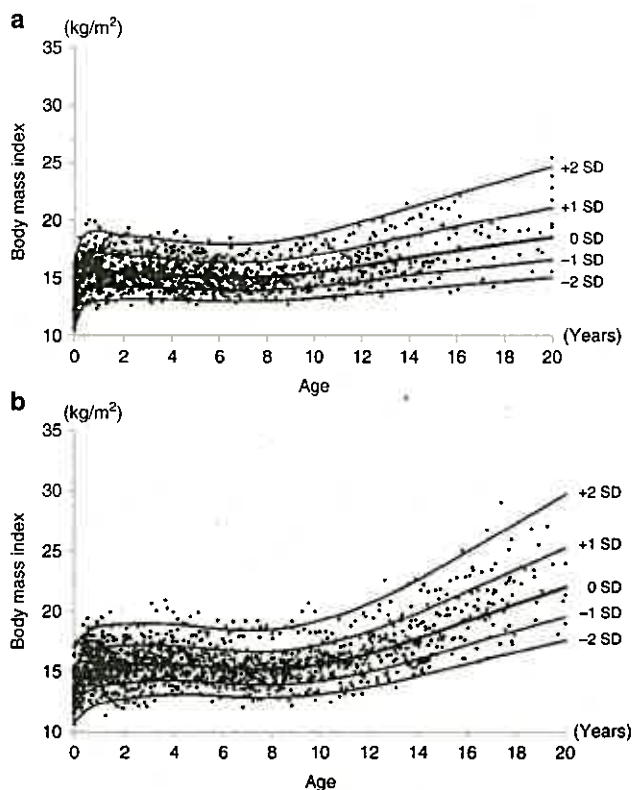 a
(kg/m²)
Body mass index
35
30
25
20
15
10
+2 SD
+1 SD
0 SD
−1 SD
−2 SD
0 2 4 6 8 10 12 14 16 18 20
(Years)
Age
b
(kg/m²)
Body mass index
35
30
25
20
15
10
+2 SD
+1 SD
0 SD
−1 SD
−2 SD
0 2 4 6 8 10 12 14 16 18 20
(Years)
Age